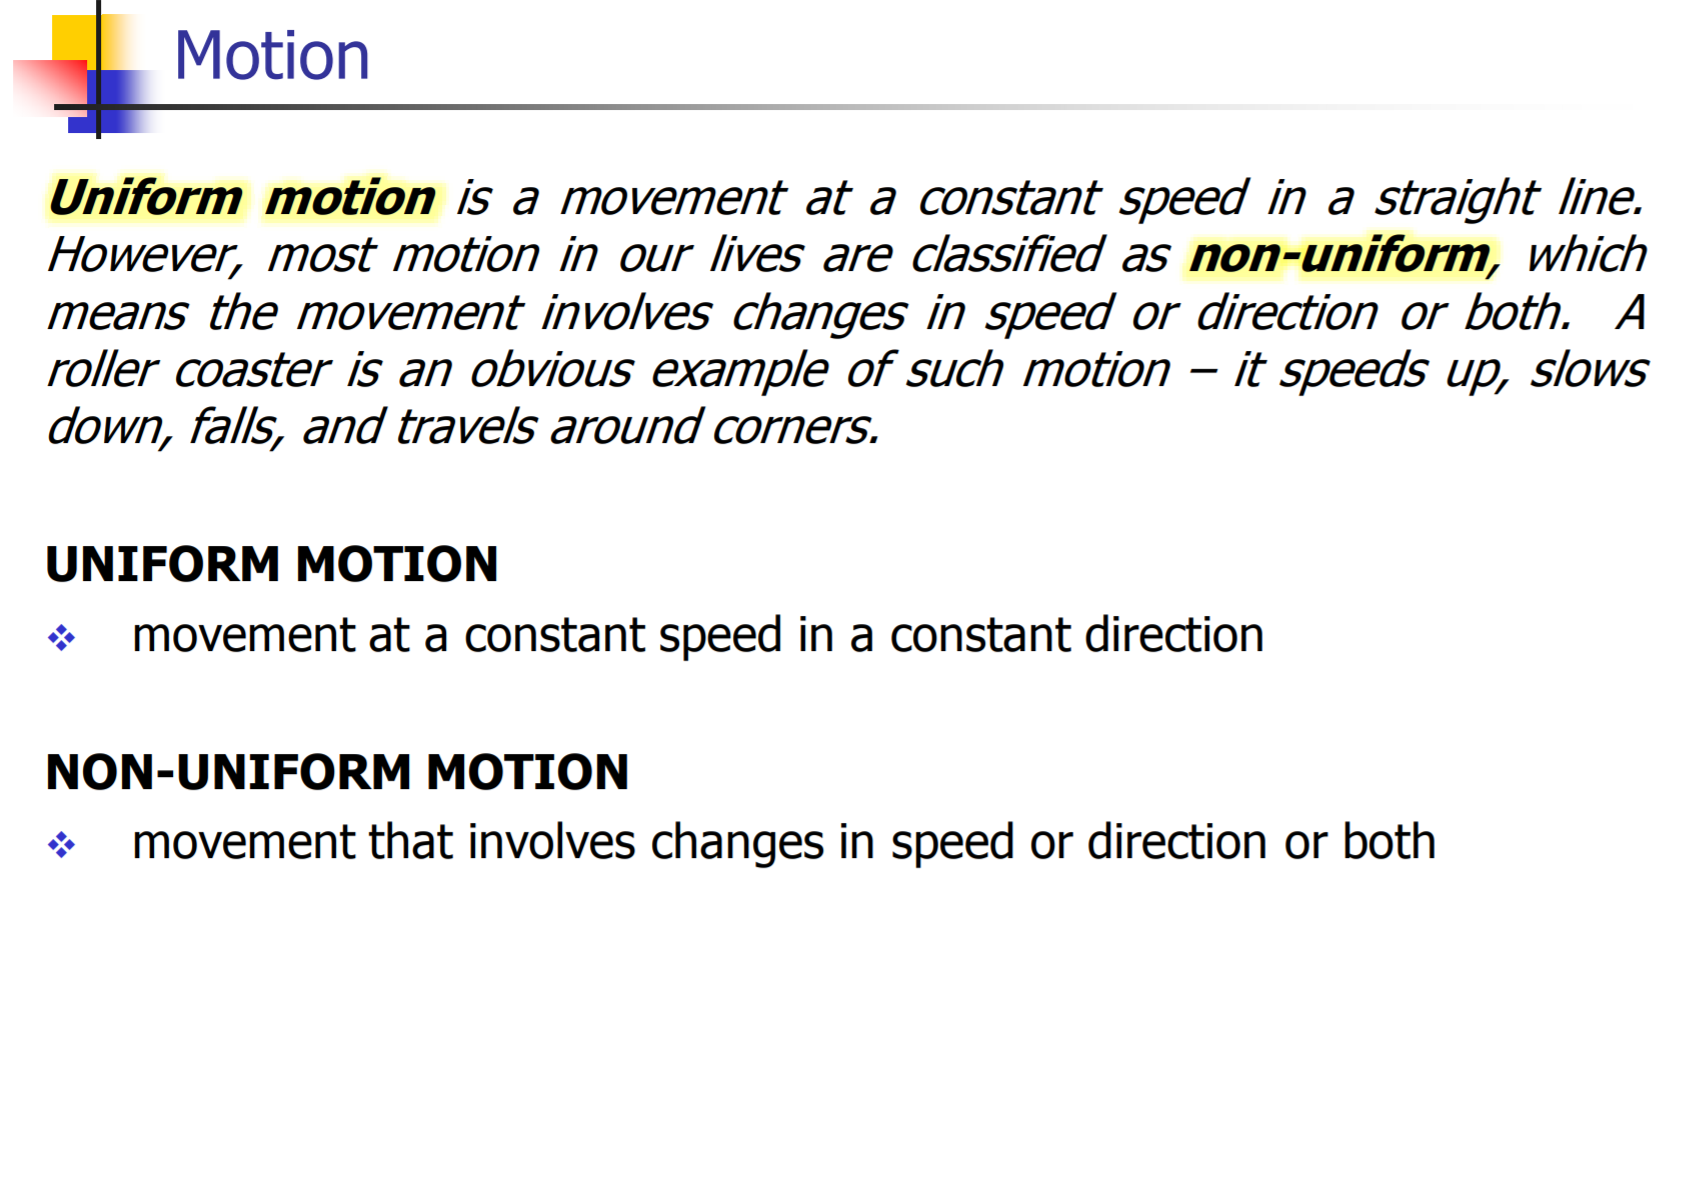 Motion
Uniform motion is a movement at a constant speed in a straight line.
However, most motion in our lives are classified as non-uniform, which
means the movement involves changes in speed or direction or both.  A
roller coaster is an obvious example of such motion – it speeds up, slows
down, falls, and travels around corners.
UNIFORM MOTION
❖ movement at a constant speed in a constant direction
NON-UNIFORM MOTION
❖ movement that involves changes in speed or direction or both